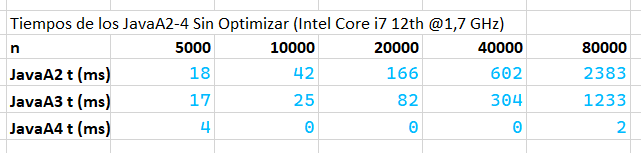 Tiempos de los JavaA2-4 Sin Optimizar (Intel Core i7 12th @1,7 GHz)
n 5000 10000 20000 40000 80000
JavaA2 t (ms) 18 42 166 602 2383
JavaA3 t (ms) 17 25 82 304 1233
JavaA4 t (ms) 4 0 0 0 2